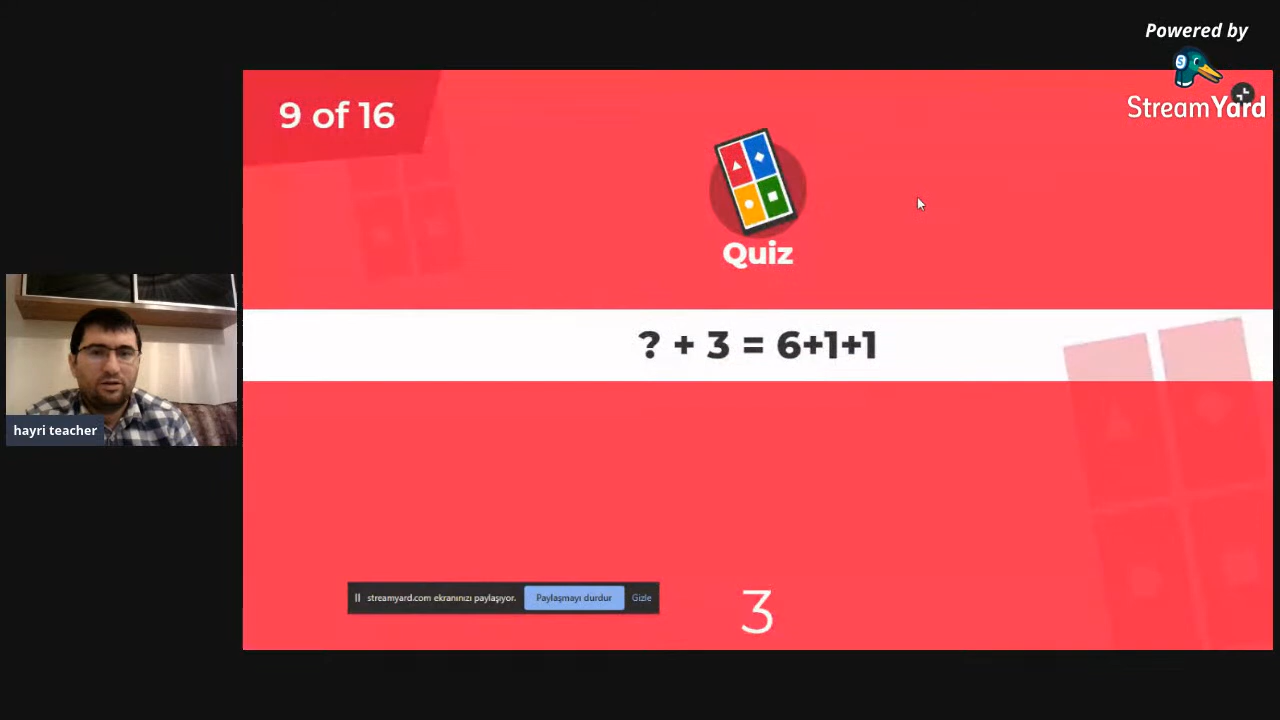 Powered by
StreamYard
9 of 16
Quiz
? + 3 = 6+1+1
hayri teacher
streamyard.com ekranınızı paylaşıyor. Paylaşmayı durdur Gizle
3